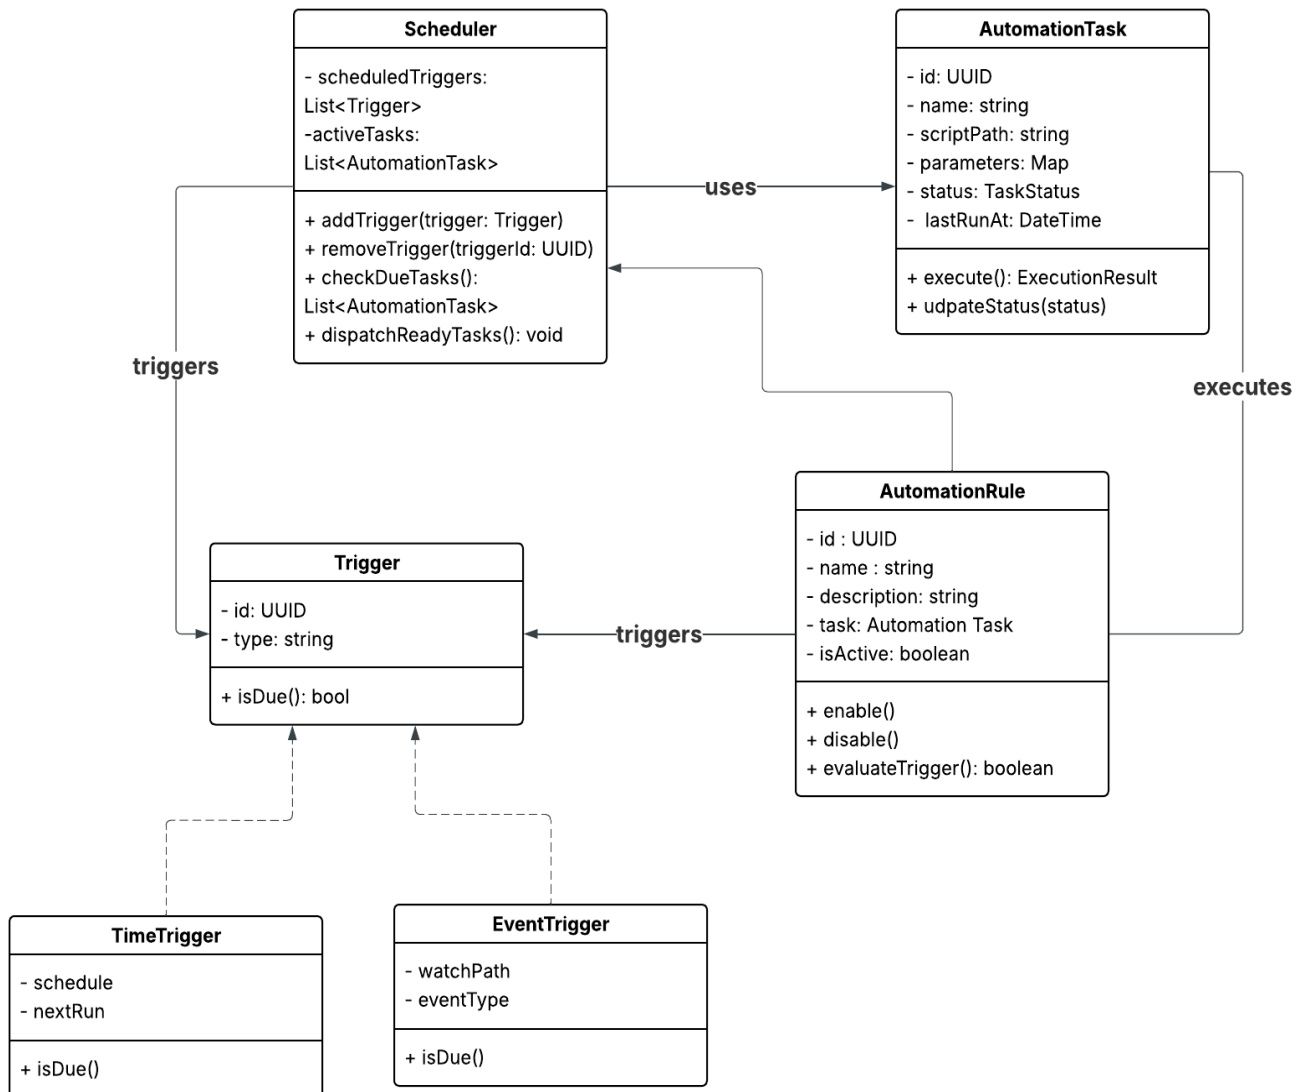 Scheduler
- scheduledTriggers:
List<Trigger>
-activeTasks:
List<AutomationTask>
+ addTrigger(trigger: Trigger)
+ removeTrigger(triggerId: UUID)
+ checkDueTasks():
List<AutomationTask>
+ dispatchReadyTasks(): void
uses
AutomationTask
- id: UUID
- name: string
- scriptPath: string
- parameters: Map
- status: TaskStatus
- lastRunAt: DateTime
+ execute(): ExecutionResult
+ udpateStatus(status)
triggers
executes
AutomationRule
- id : UUID
- name : string
- description: string
- task: Automation Task
- isActive: boolean
+ enable()
+ disable()
+ evaluateTrigger(): boolean
Trigger
- id: UUID
- type: string
+ isDue(): bool
triggers
TimeTrigger
- schedule
- nextRun
+ isDue()
EventTrigger
- watchPath
- eventType
+ isDue()